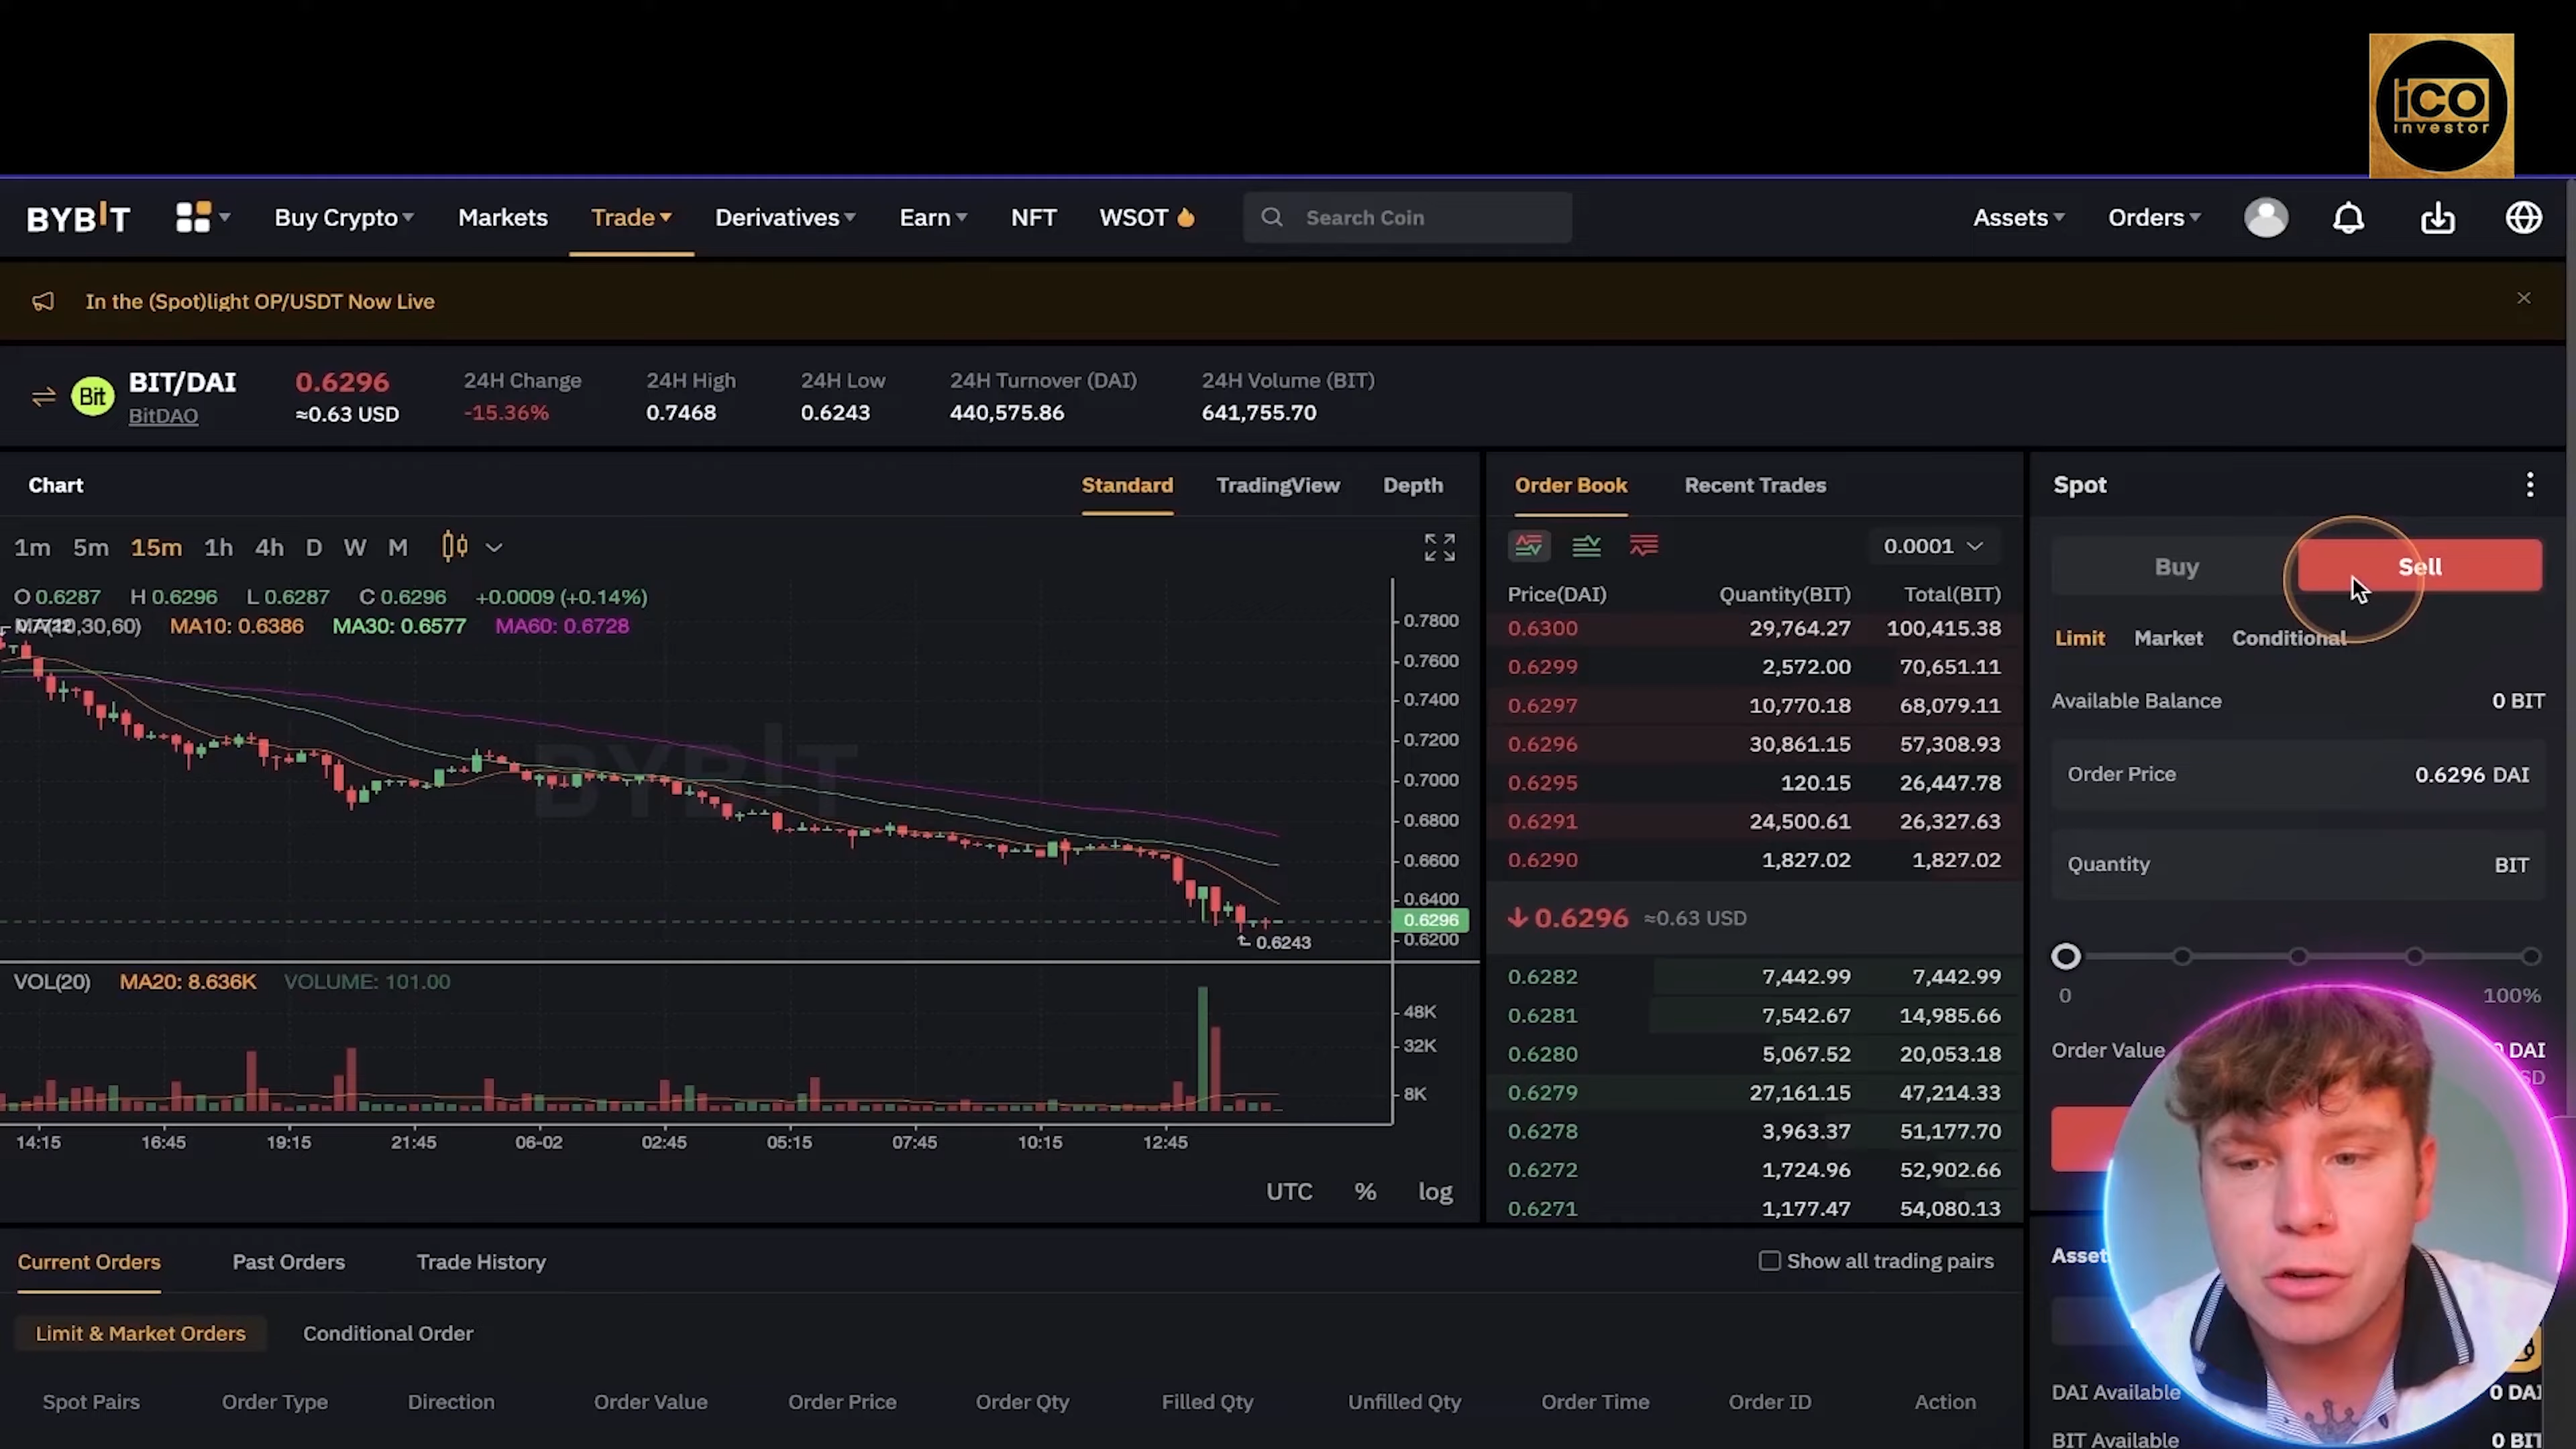 ico
investor
BYBIT Buy Crypto Markets Trade Derivatives Earn NFT WSOT Search Coin Assets Orders
In the (Spot)light OP/USDT Now Live
Bit BIT/DAI 0.6296 24H Change 24H High 24H Low 24H Turnover (DAI) 24H Volume (BIT)
BitDAO ≈0.63 USD -15.36% 0.7468 0.6243 440,575.86 641,755.70
Chart Standard TradingView Depth
1m 5m 15m 1h 4h D W M
O 0.6287 H 0.6296 L 0.6287 C 0.6296 +0.0009 (+0.14%)
MA(10,30,60) MA10: 0.6386 MA30: 0.6577 MA60: 0.6728
0.7800
0.7600
0.7400
0.7200
0.7000
0.6800
0.6600
0.6400
0.6296
0.6200
BYBIT
0.6243
VOL(20) MA20: 8.636K VOLUME: 101.00
48K
32K
8K
14:15 16:45 19:15 21:45 06-02 02:45 05:15 07:45 10:15 12:45
UTC % log
Order Book Recent Trades
0.0001
Price(DAI) Quantity(BIT) Total(BIT)
0.6300 29,764.27 100,415.38
0.6299 2,572.00 70,651.11
0.6297 10,770.18 68,079.11
0.6296 30,861.15 57,308.93
0.6295 120.15 26,447.78
0.6291 24,500.61 26,327.63
0.6290 1,827.02 1,827.02
0.6296 ≈0.63 USD
0.6282 7,442.99 7,442.99
0.6281 7,542.67 14,985.66
0.6280 5,067.52 20,053.18
0.6279 27,161.15 47,214.33
0.6278 3,963.37 51,177.70
0.6272 1,724.96 52,902.66
0.6271 1,177.47 54,080.13
Spot
Buy Sell
Limit Market Conditional
Available Balance 0 BIT
Order Price 0.6296 DAI
Quantity BIT
0 100%
Order Value 0 DAI
Current Orders Past Orders Trade History Show all trading pairs
Limit & Market Orders Conditional Order
Spot Pairs Order Type Direction Order Value Order Price Order Qty Filled Qty Unfilled Qty Order Time Order ID Action
DAI Available 0 DAI
BIT Available 0 BIT